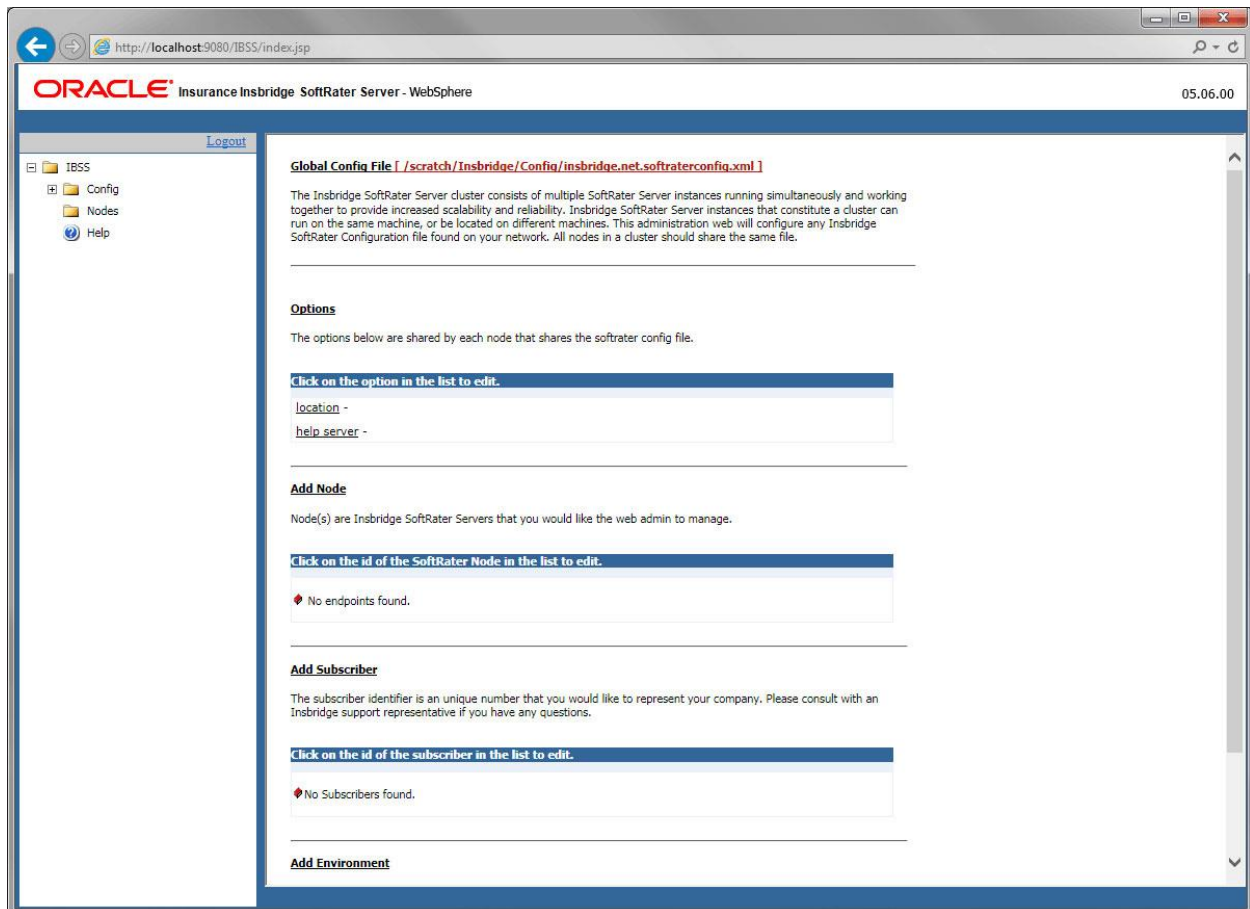 http://localhost:9080/IBSS/index.jsp
ORACLE® Insurance Insbridge SoftRater Server - WebSphere
05.06.00
Logout
IBSS
Config
Nodes
Help
Global Config File [ /scratch/Insbridge/Config/insbridge.net.softraterconfig.xml ]
The Insbridge SoftRater Server cluster consists of multiple SoftRater Server instances running simultaneously and working
together to provide increased scalability and reliability. Insbridge SoftRater Server instances that constitute a cluster can
run on the same machine, or be located on different machines. This administration web will configure any Insbridge
SoftRater Configuration file found on your network. All nodes in a cluster should share the same file.
Options
The options below are shared by each node that shares the softrater config file.
Click on the option in the list to edit.
location -
help server -
Add Node
Node(s) are Insbridge SoftRater Servers that you would like the web admin to manage.
Click on the id of the SoftRater Node in the list to edit.
No endpoints found.
Add Subscriber
The subscriber identifier is an unique number that you would like to represent your company. Please consult with an
Insbridge support representative if you have any questions.
Click on the id of the subscriber in the list to edit.
No Subscribers found.
Add Environment